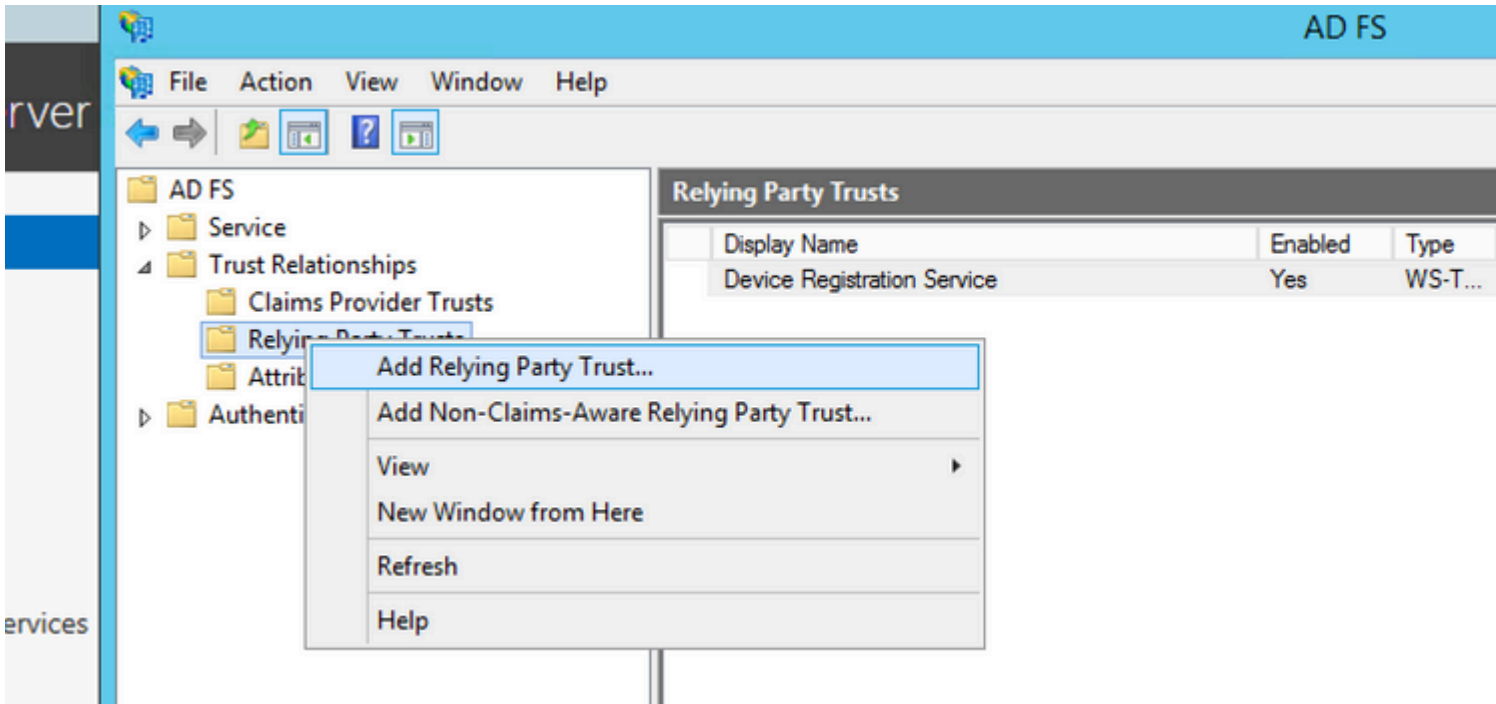 AD FS
File Action View Window Help
rver
AD FS
Service
Trust Relationships
Claims Provider Trusts
Relying Party Trusts
Attrib
Authenti
Relying Party Trusts
Display Name Enabled Type
Device Registration Service Yes WS-T...
Add Relying Party Trust...
Add Non-Claims-Aware Relying Party Trust...
View
New Window from Here
Refresh
Help
ervices